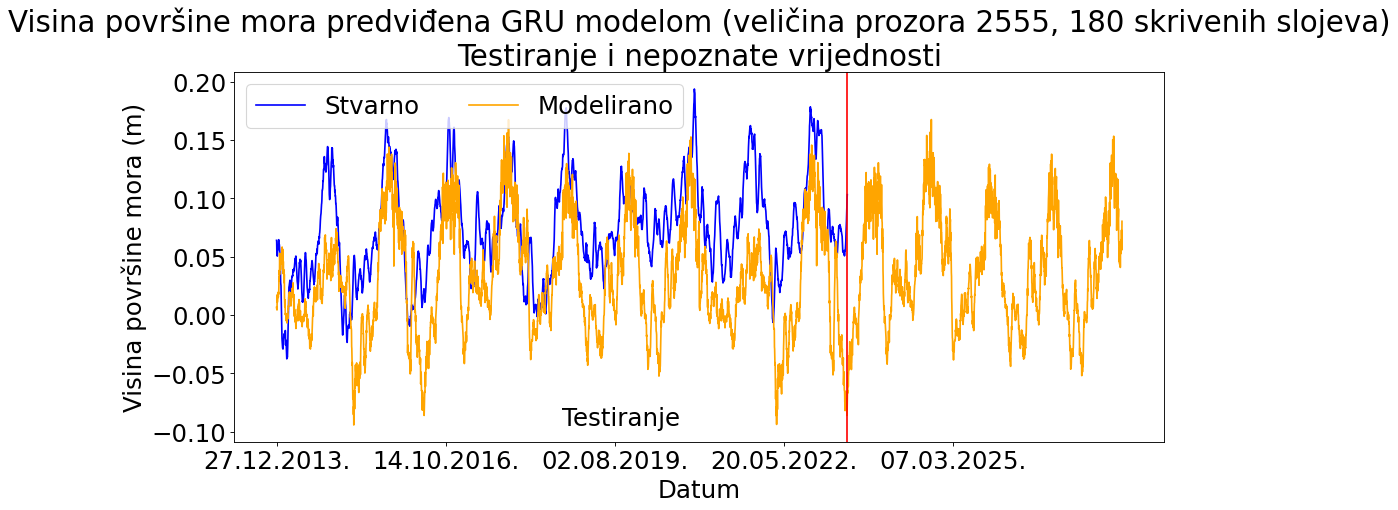 Visina površine mora predviđena GRU modelom (veličina prozora 2555, 180 skrivenih slojeva)
Testiranje i nepoznate vrijednosti
Stvarno Modelirano
Visina površine mora (m)
0.20
0.15
0.10
0.05
0.00
−0.05
−0.10
Testiranje
27.12.2013. 14.10.2016. 02.08.2019. 20.05.2022. 07.03.2025.
Datum